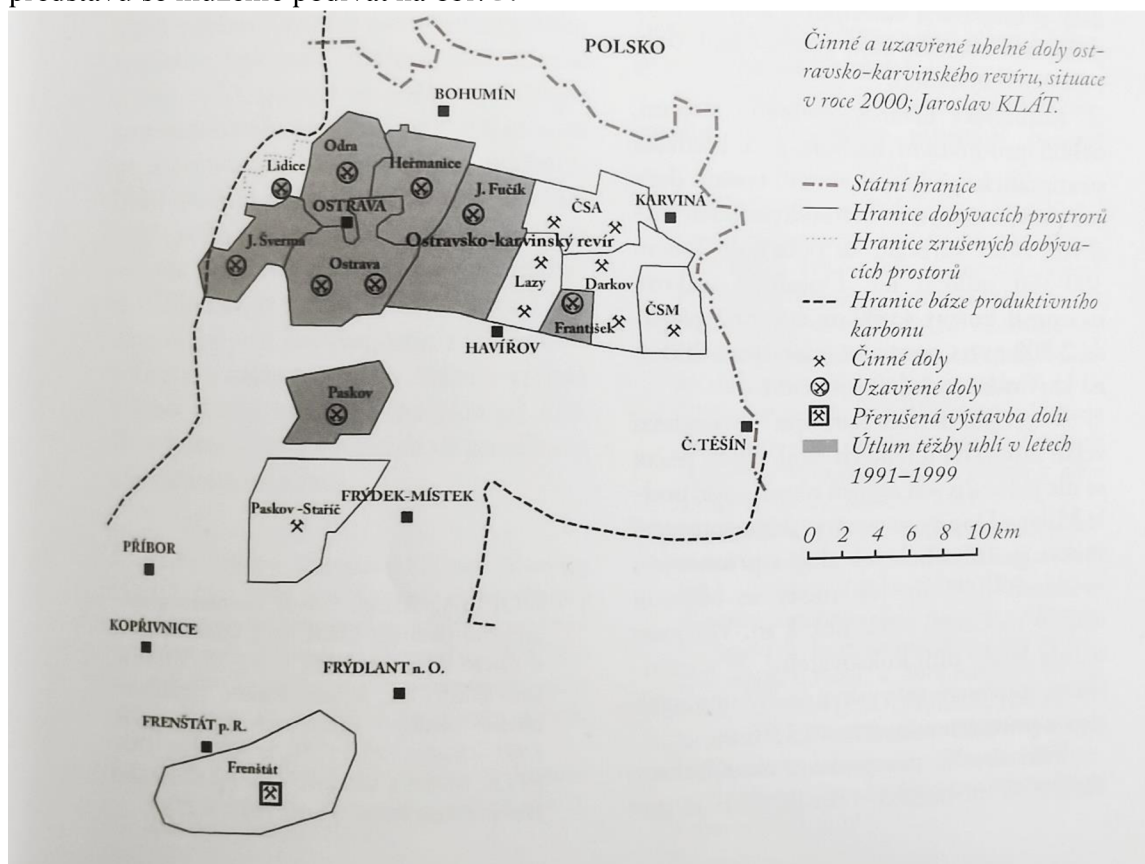 POLSKO
Činné a uzavřené uhelné doly ost-
ravsko-karvinského revíru, situace
v roce 2000; Jaroslav KLÁT.
BOHUMÍN
Odra
Lidice
Heřmanice
J. Fučík
OSTRAVA
ČSA
KARVINÁ
J. Šverma
Ostravsko-karvinský revír
Ostrava
Lazy
Darkov
František
ČSM
HAVÍŘOV
Paskov
Č. TĚŠÍN
Paskov -Staříč
FRÝDEK-MÍSTEK
PŘÍBOR
KOPŘIVNICE
FRÝDLANT n. O.
FRENŠTÁT p. R.
Frenštát
Státní hranice
Hranice dobývacích prostrorů
Hranice zrušených dobýva-
cích prostorů
Hranice báze produktivního
karbonu
Činné doly
Uzavřené doly
Přerušená výstavba dolu
Útlum těžby uhlí v letech
1991–1999
0 2 4 6 8 10 km